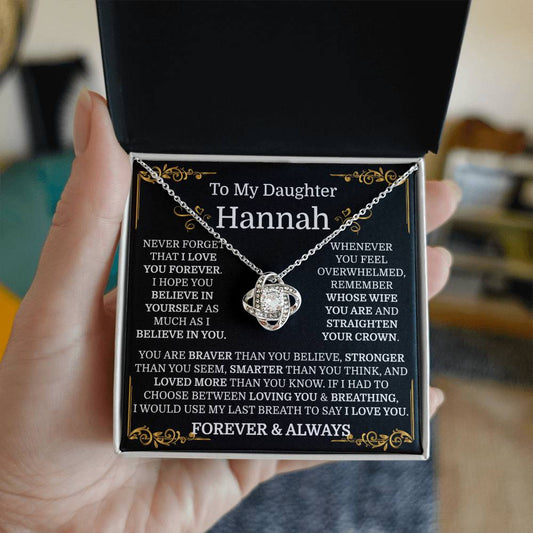 To My Daughter
Hannah
NEVER FORGET
THAT I LOVE
YOU FOREVER.
I HOPE YOU
BELIEVE IN
YOURSELF AS
MUCH AS I
BELIEVE IN YOU.
WHENEVER
YOU FEEL
OVERWHELMED,
REMEMBER
WHOSE WIFE
YOU ARE AND
STRAIGHTEN
YOUR CROWN.
YOU ARE BRAVER THAN YOU BELIEVE, STRONGER
THAN YOU SEEM, SMARTER THAN YOU THINK, AND
LOVED MORE THAN YOU KNOW. IF I HAD TO
CHOOSE BETWEEN LOVING YOU & BREATHING,
I WOULD USE MY LAST BREATH TO SAY I LOVE YOU.
FOREVER & ALWAYS